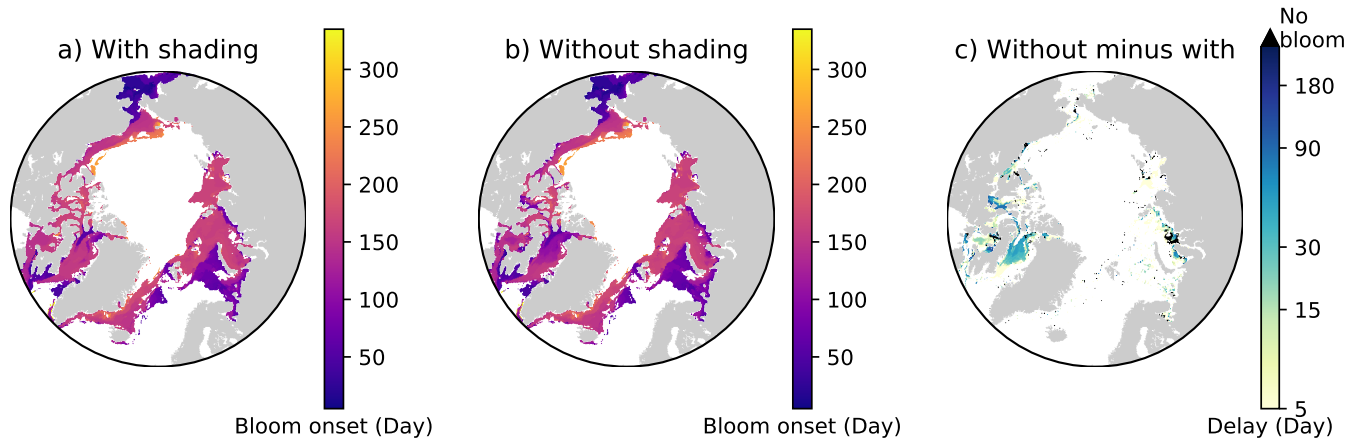 a) With shading
300
250
200
150
100
50
Bloom onset (Day)
b) Without shading
300
250
200
150
100
50
Bloom onset (Day)
c) Without minus with
No
bloom
180
90
30
15
5
Delay (Day)